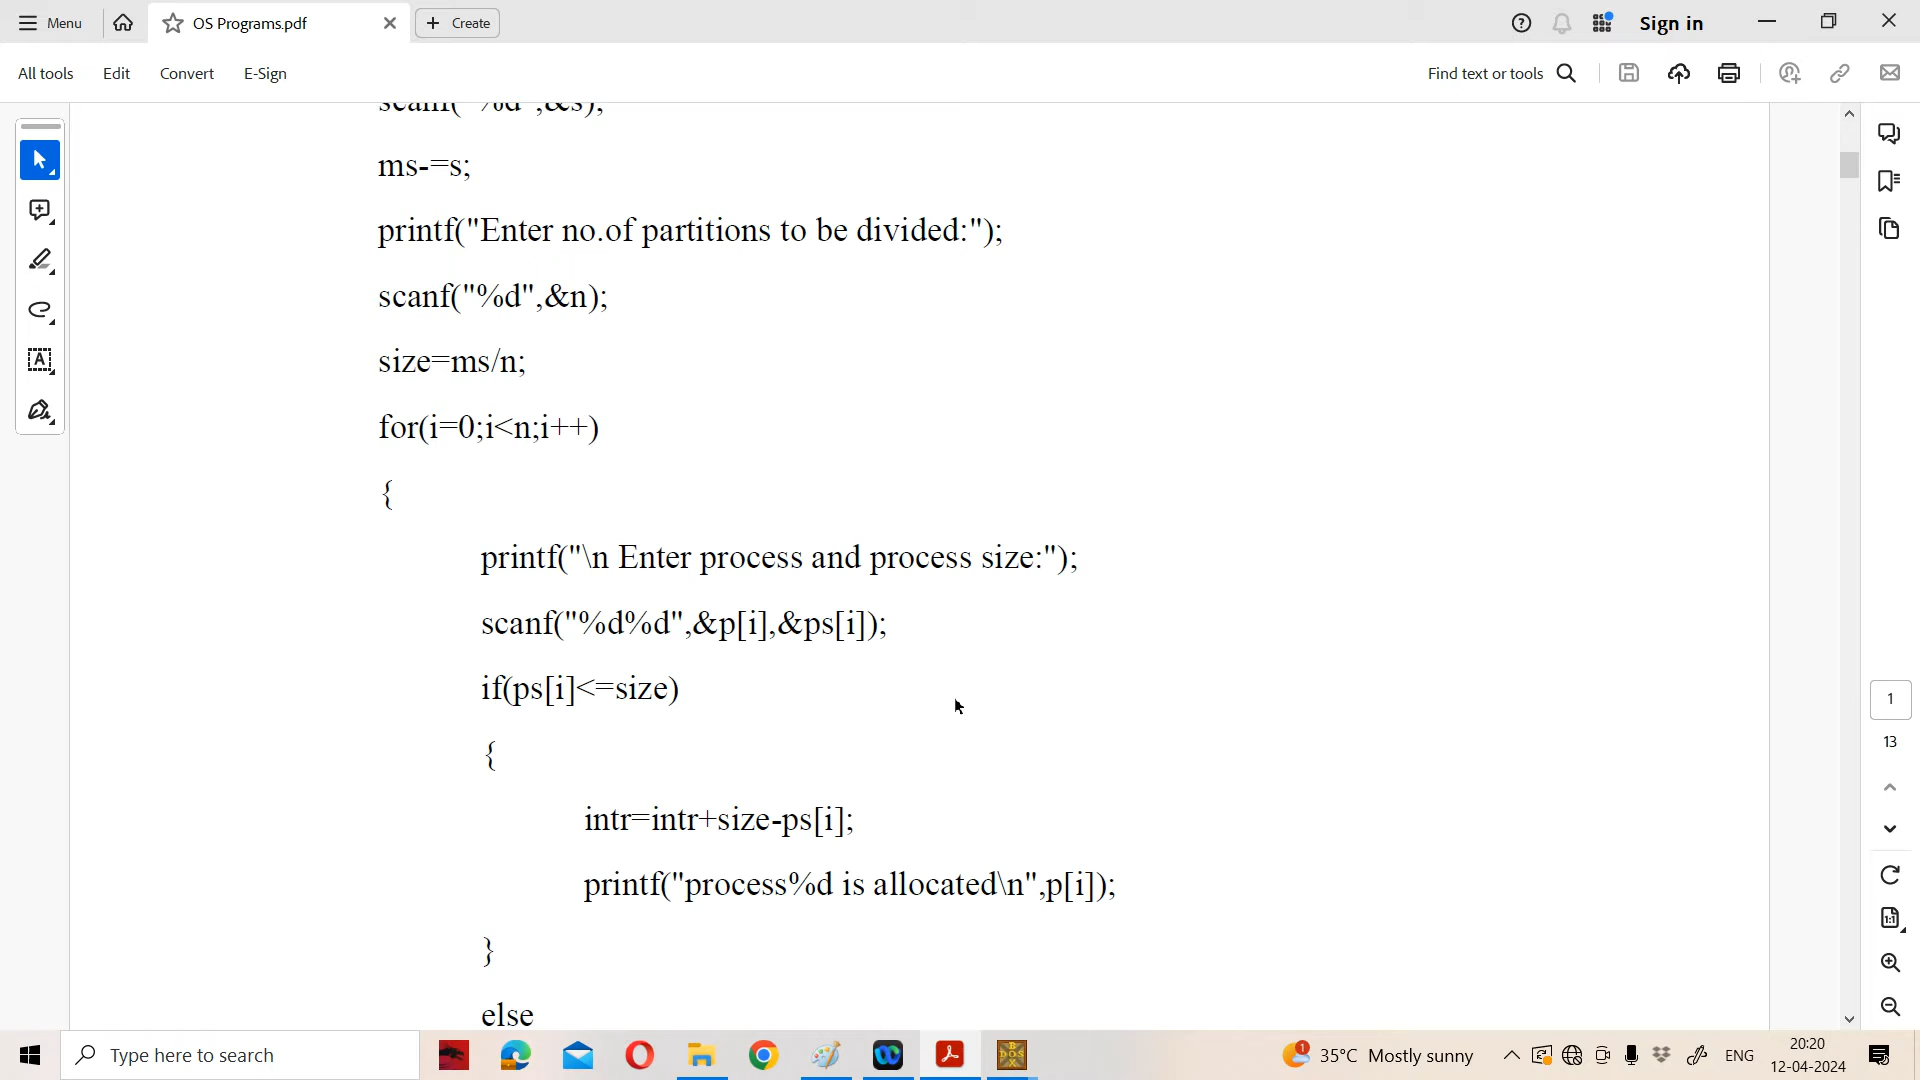 Menu
OS Programs.pdf
Create
Sign in
All tools
Edit
Convert
E-Sign
Find text or tools
scanf("%d",&s);
ms-=s;
printf("Enter no.of partitions to be divided:");
scanf("%d",&n);
size=ms/n;
for(i=0;i<n;i++)
{
printf("\n Enter process and process size:");
scanf("%d%d",&p[i],&ps[i]);
if(ps[i]<=size)
{
intr=intr+size-ps[i];
printf("process%d is allocated\n",p[i]);
}
else
1
13
Type here to search
1
35°C Mostly sunny
ENG
20:20
12-04-2024